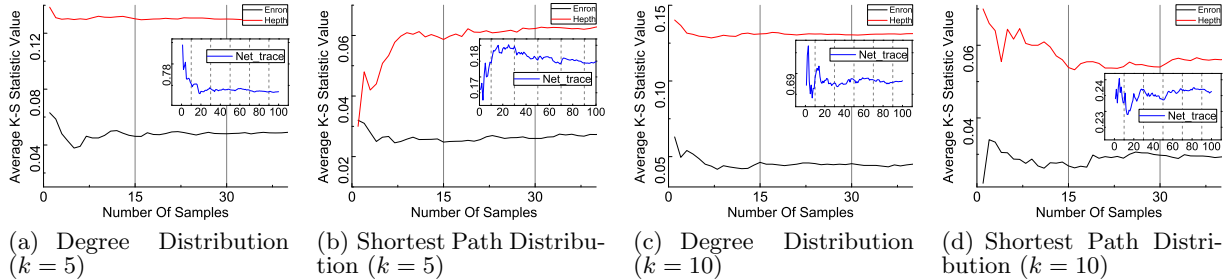 Average K-S Statistic Value
0.04
0.08
0.12
Enron
Hepth
Net_trace
0.78
0 20 40 60 80 100
0 15 30
Number Of Samples
(a) Degree Distribution
(k = 5)
Average K-S Statistic Value
0.02
0.04
0.06
Enron
Hepth
Net_trace
0.17
0.18
0 20 40 60 80 100
0 15 30
Number Of Samples
(b) Shortest Path Distribu-
tion (k = 5)
Average K-S Statistic Value
0.05
0.10
0.15
Enron
Hepth
Net_trace
0.69
0 20 40 60 80 100
0 15 30
Number Of Samples
(c) Degree Distribution
(k = 10)
Average K-S Statistic Value
0.04
0.06
Enron
Hepth
Net_trace
0.23
0.24
0 20 40 60 80 100
0 15 30
Number Of Samples
(d) Shortest Path Distri-
bution (k = 10)